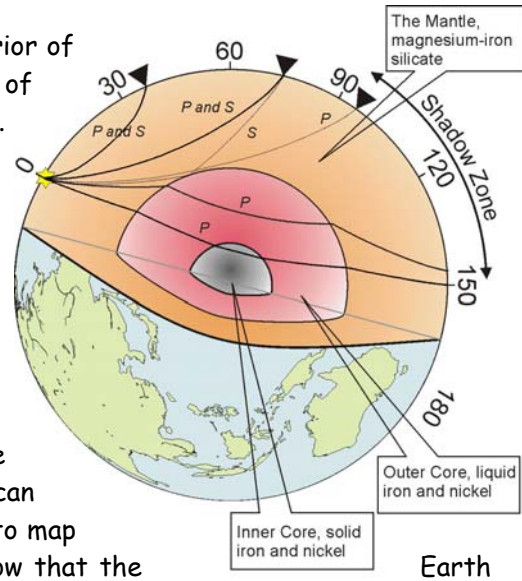 rior of
of
.
The Mantle,
magnesium-iron
silicate
0
30
60
90
120
150
180
Shadow Zone
P and S
P and S
S
P
P
P
Outer Core, liquid
iron and nickel
Inner Core, solid
iron and nickel
e
can
to map
ow that the Earth